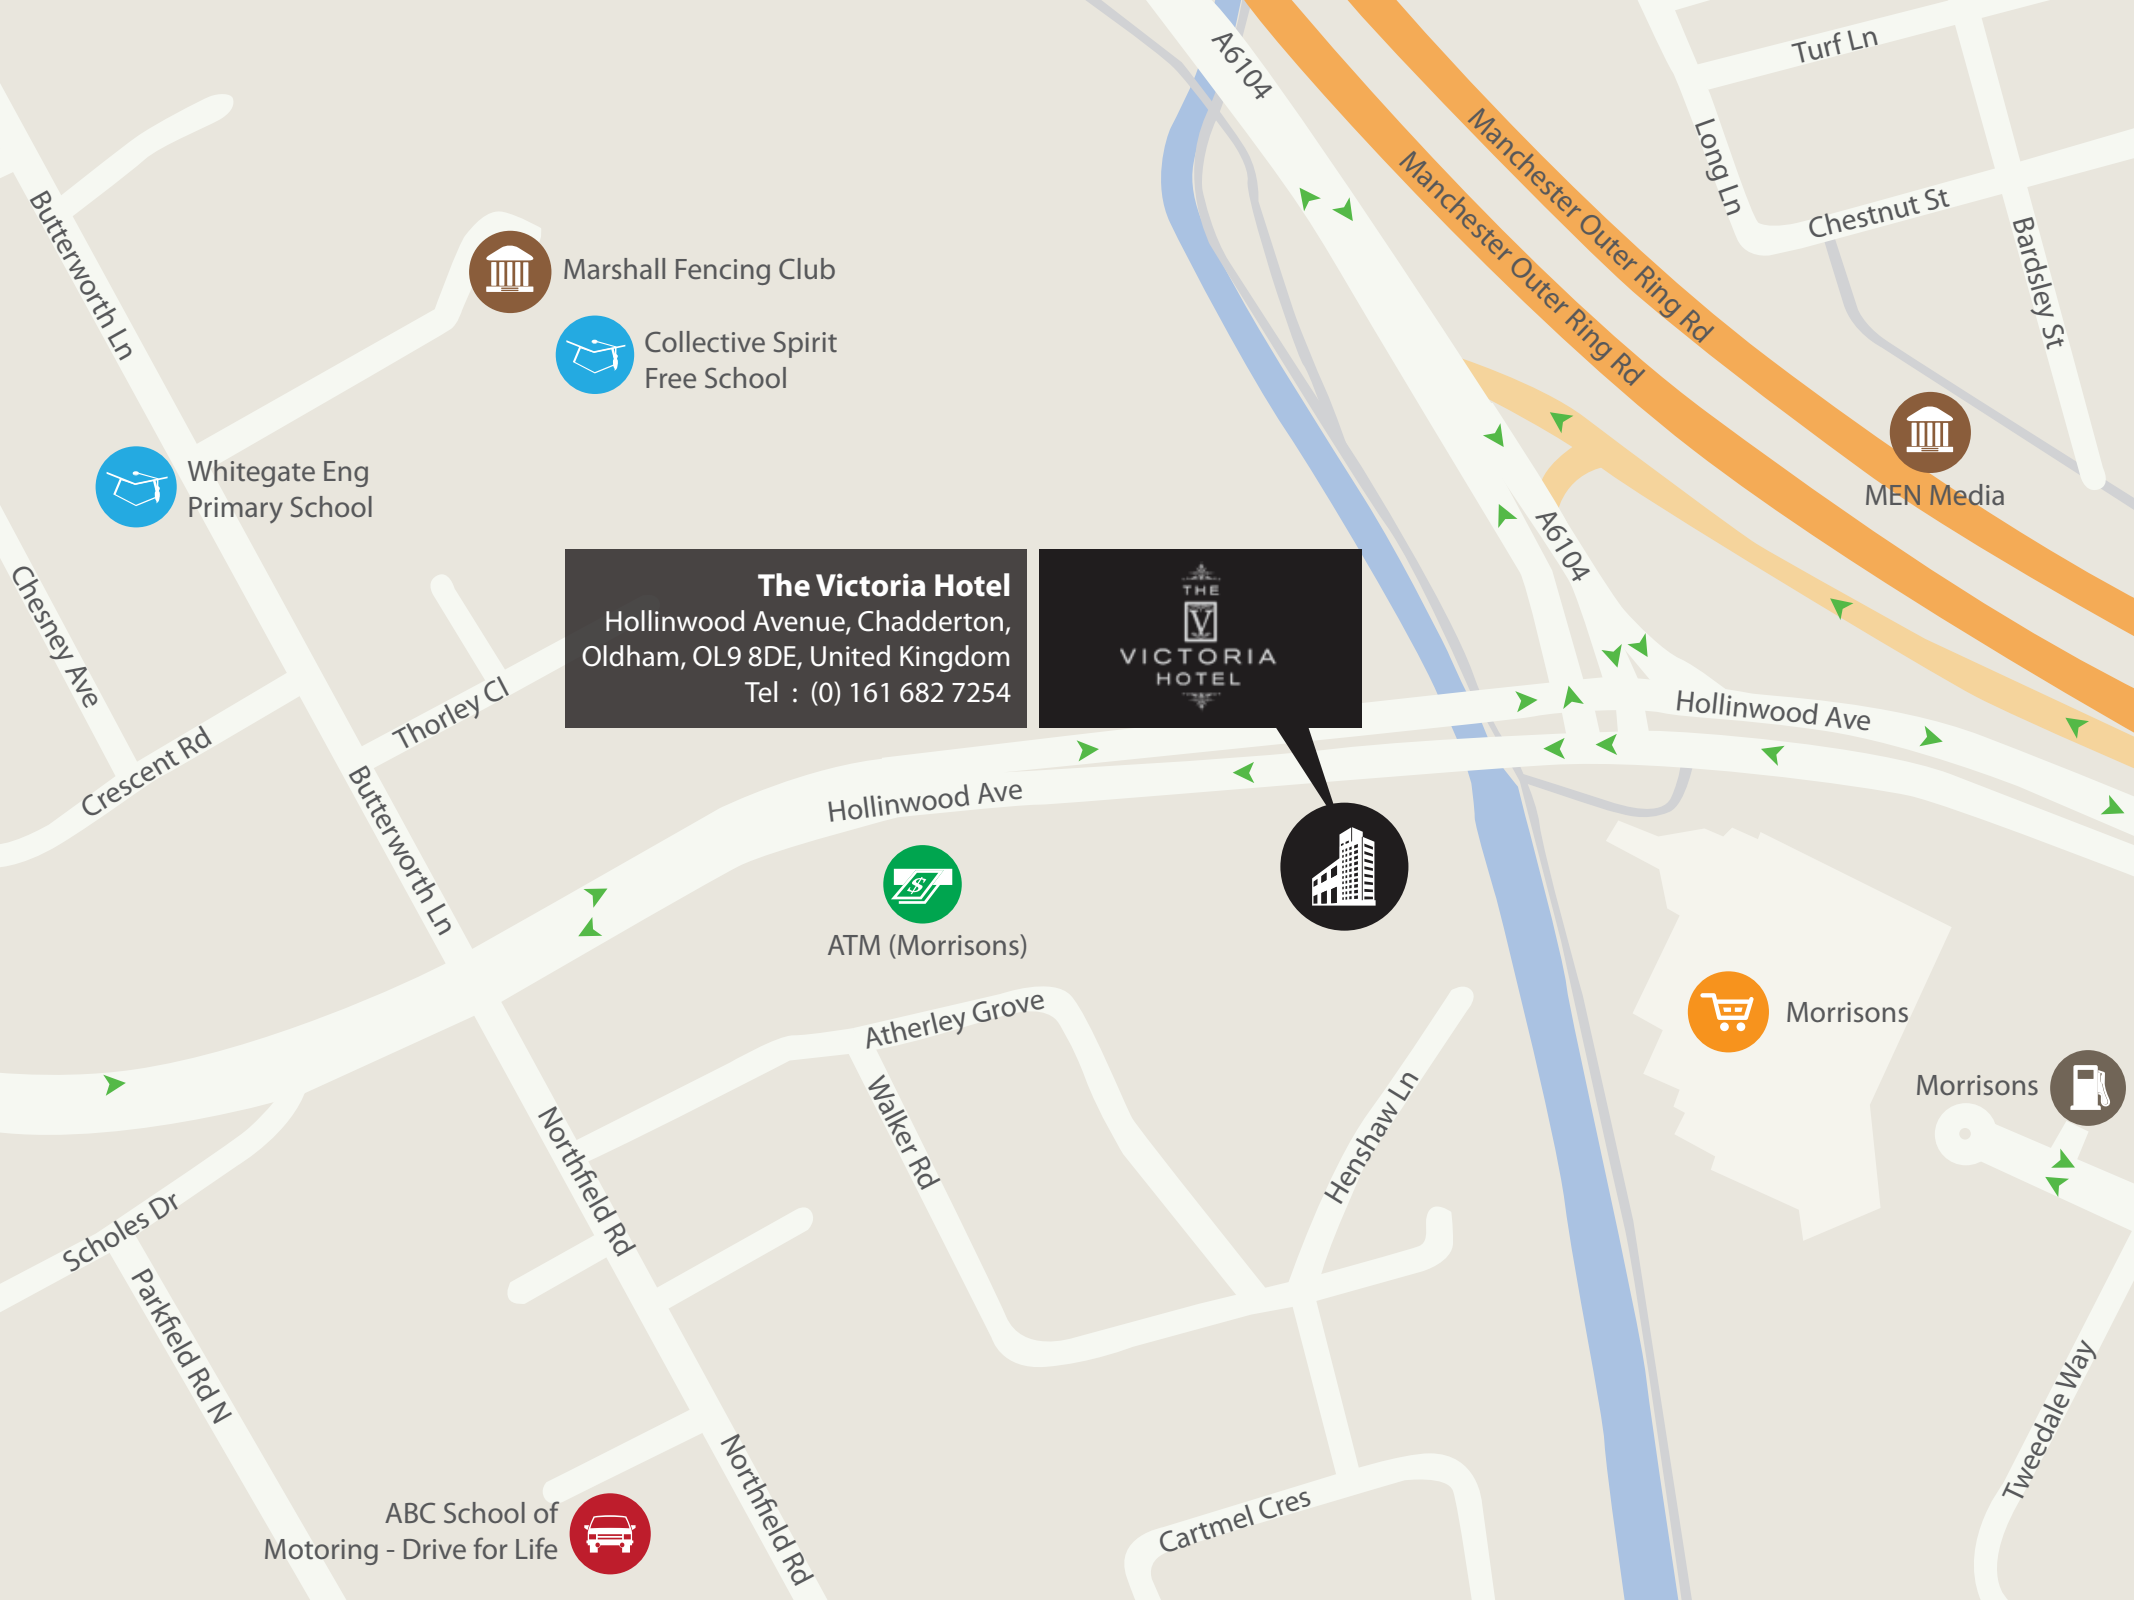 A6104
Turf Ln
Manchester Outer Ring Rd
Manchester Outer Ring Rd
Long Ln
Chestnut St
Bardsley St
Butterworth Ln
Marshall Fencing Club
Collective Spirit
Free School
Whitegate Eng
Primary School
MEN Media
A6104
The Victoria Hotel
Hollinwood Avenue, Chadderton,
Oldham, OL9 8DE, United Kingdom
Tel : (0) 161 682 7254
THE
V
VICTORIA
HOTEL
Chesney Ave
Thorley Cl
Crescent Rd
Hollinwood Ave
Hollinwood Ave
Butterworth Ln
$
ATM (Morrisons)
Atherley Grove
Morrisons
Morrisons
Walker Rd
Henshaw Ln
Northfield Rd
Scholes Dr
Parkfield Rd N
Tweedale Way
Northfield Rd
Cartmel Cres
ABC School of
Motoring - Drive for Life